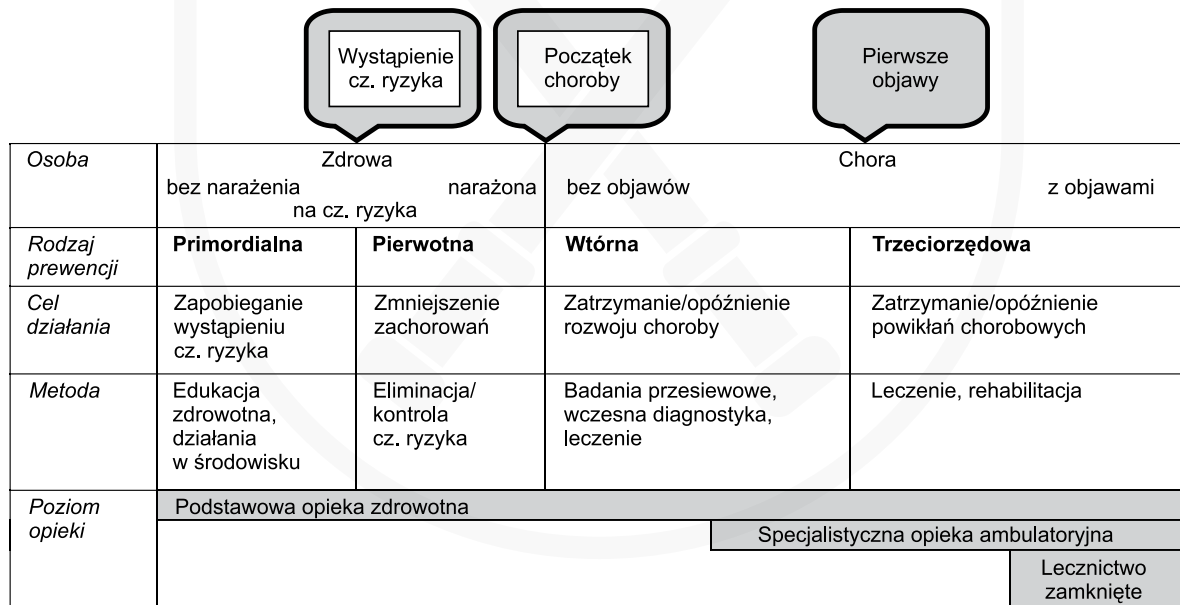 Wystąpienie
cz. ryzyka
Początek
choroby
Pierwsze
objawy
Osoba
Zdrowa
Chora
bez narażenia narażona
na cz. ryzyka
bez objawów z objawami
Rodzaj
prewencji
Primordialna
Pierwotna
Wtórna
Trzeciorzędowa
Cel
działania
Zapobieganie
wystąpieniu
cz. ryzyka
Zmniejszenie
zachorowań
Zatrzymanie/opóźnienie
rozwoju choroby
Zatrzymanie/opóźnienie
powikłań chorobowych
Metoda
Edukacja
zdrowotna,
działania
w środowisku
Eliminacja/
kontrola
cz. ryzyka
Badania przesiewowe,
wczesna diagnostyka,
leczenie
Leczenie, rehabilitacja
Poziom
opieki
Podstawowa opieka zdrowotna
Specjalistyczna opieka ambulatoryjna
Lecznictwo
zamknięte